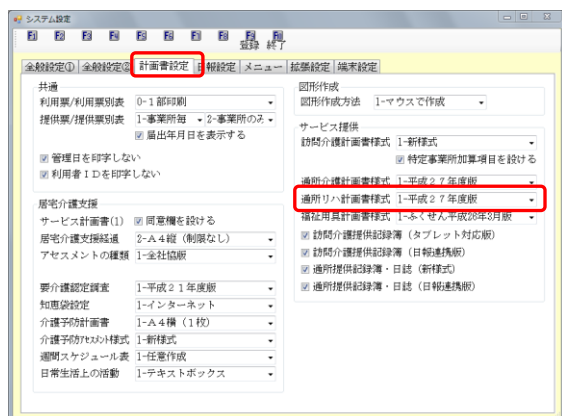 システム設定
F1 F2 F3 F4 F5 F6 F7 F8 F9
登録 終了
全般設定① 全般設定② 計画書設定 日報設定 メニュー 拡張設定 端末設定
共通
利用票/利用票別表 0-1部印刷
提供票/提供票別表 1-事業所毎 2-事業所のみ
届出年月日を表示する
管理日を印字しない
利用者IDを印字しない
居宅介護支援
サービス計画書(1) 同意欄を設ける
居宅介護支援経過 2-A4縦(制限なし)
アセスメントの種類 1-全社協版
要介護認定調査 1-平成21年度版
知恵袋設定 1-インターネット
介護予防計画書 1-A4横(1枚)
介護予防アセスメント様式 1-新様式
週間スケジュール表 1-任意作成
日常生活上の活動 1-テキストボックス
図形作成
図形作成方法 1-マウスで作成
サービス提供
訪問介護計画書様式 1-新様式
特定事業所加算項目を設ける
通所介護計画書様式 1-平成27年度版
通所リハ計画書様式 1-平成27年度版
福祉用具計画書様式 1-ふくせん平成26年3月版
訪問介護提供記録簿(タブレット対応版)
訪問介護提供記録簿(日報連携版)
通所提供記録簿・日誌(新様式)
通所提供記録簿・日誌(日報連携版)